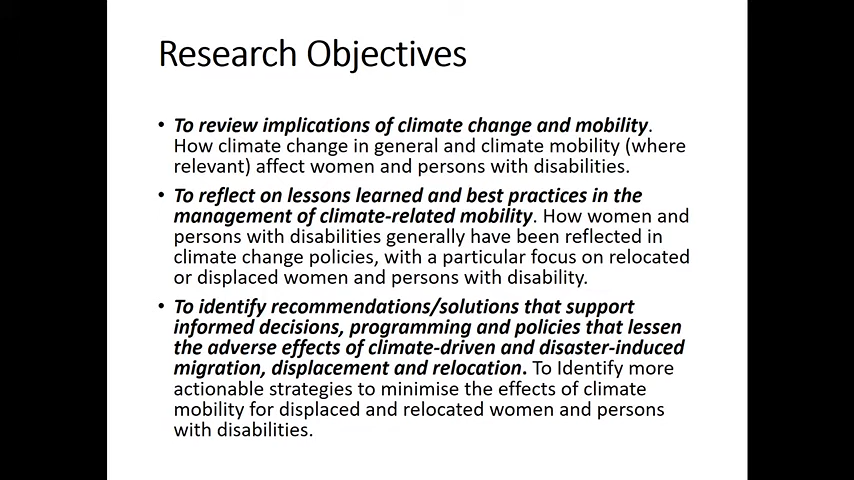 Research Objectives
• To review implications of climate change and mobility.
How climate change in general and climate mobility (where
relevant) affect women and persons with disabilities.
• To reflect on lessons learned and best practices in the
management of climate-related mobility. How women and
persons with disabilities generally have been reflected in
climate change policies, with a particular focus on relocated
or displaced women and persons with disability.
• To identify recommendations/solutions that support
informed decisions, programming and policies that lessen
the adverse effects of climate-driven and disaster-induced
migration, displacement and relocation. To Identify more
actionable strategies to minimise the effects of climate
mobility for displaced and relocated women and persons
with disabilities.